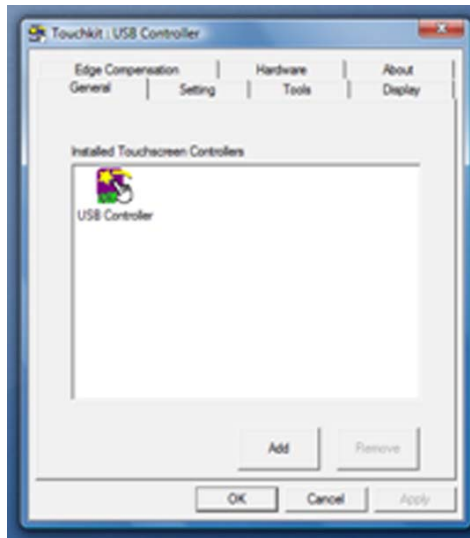 Touchkit : USB Controller
Edge Compensation Hardware About
General Setting Tools Display
Installed Touchscreen Controllers
USB Controller
Add Remove
OK Cancel Apply